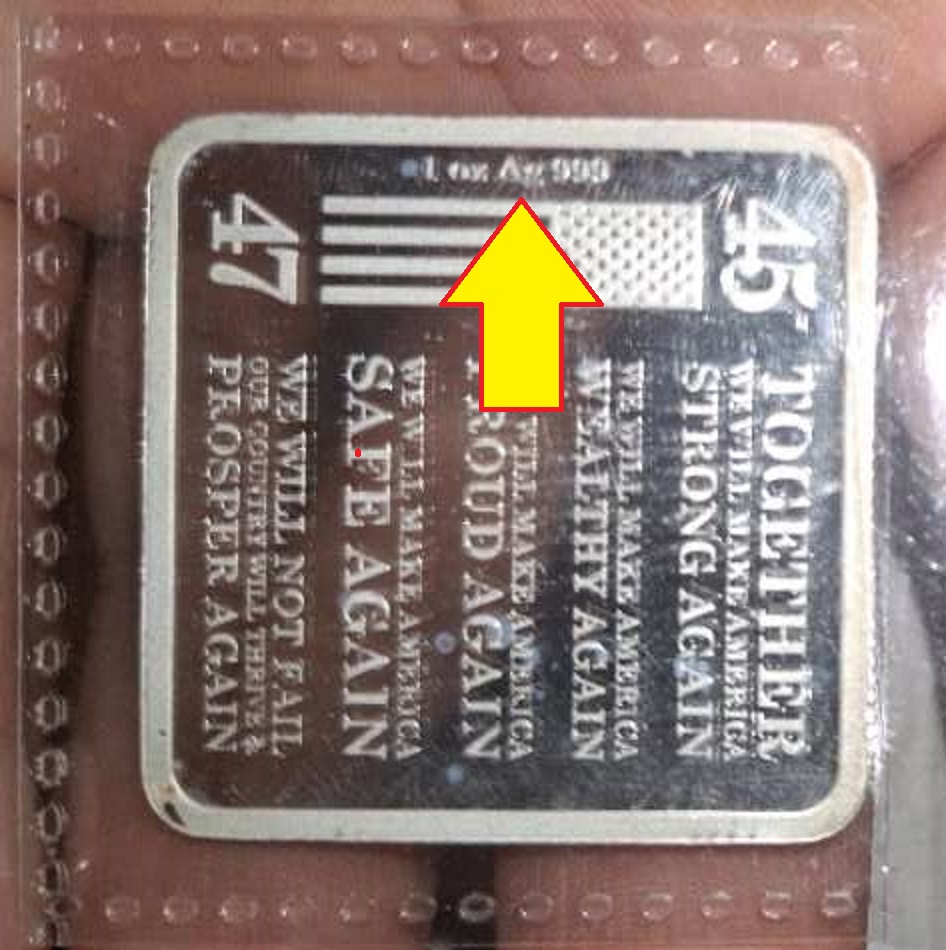 1 oz Ag 999
45
47
TOGETHER
WE WILL MAKE AMERICA
STRONG AGAIN
WE WILL MAKE AMERICA
WEALTHY AGAIN
WILL MAKE AMERICA
PROUD AGAIN
WE WILL MAKE AMERICA
SAFE AGAIN
WE WILL NOT FAIL
OUR COUNTRY WILL THRIVE &
PROSPER AGAIN